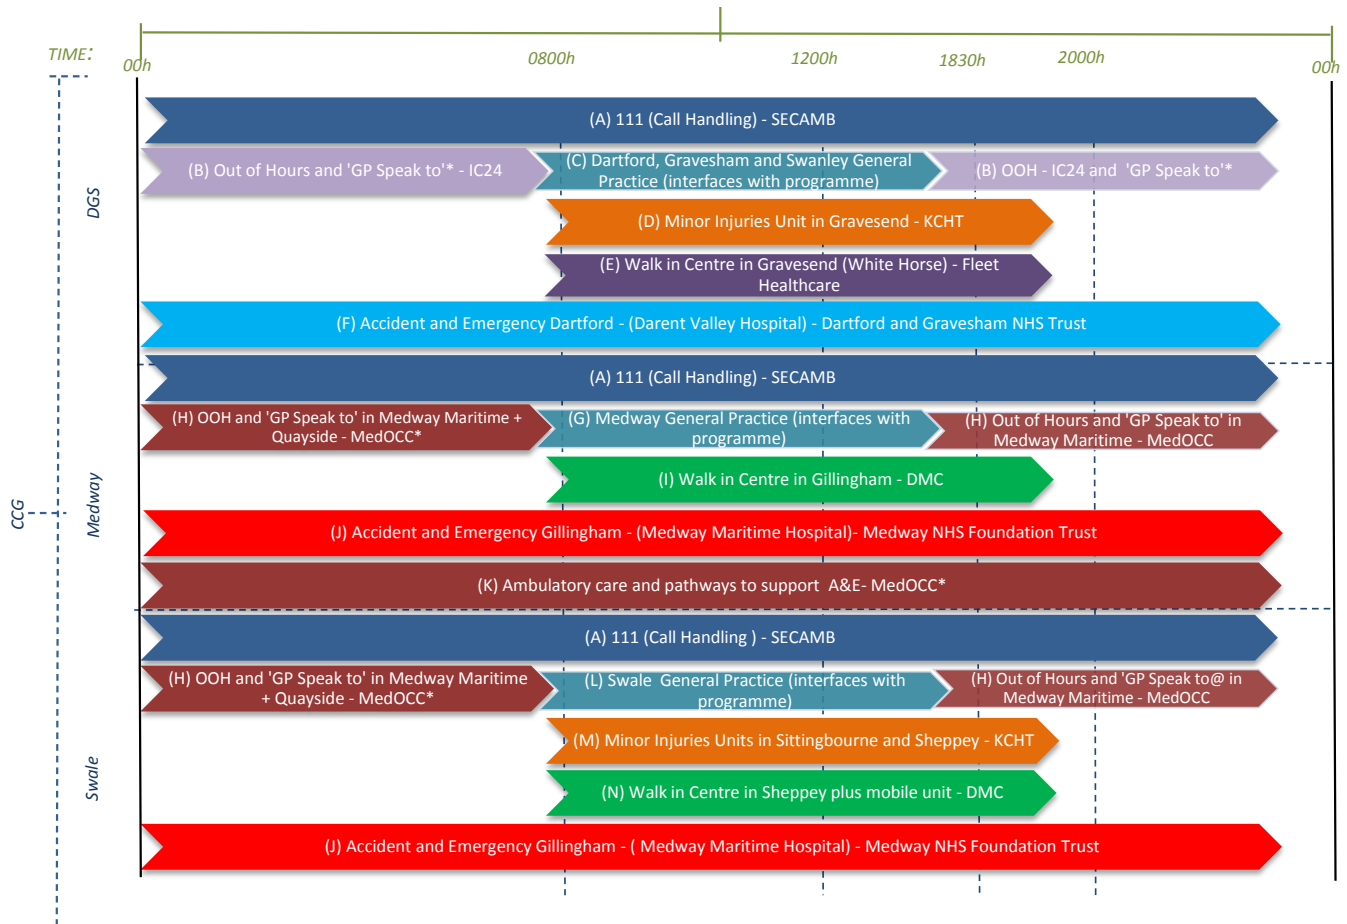 TIME:
00h
0800h
1200h
1830h
2000h
00h
CCG
DGS
(A) 111 (Call Handling) - SECAMB
(B) Out of Hours and 'GP Speak to'* - IC24
(C) Dartford, Gravesham and Swanley General
Practice (interfaces with programme)
(B) OOH - IC24 and 'GP Speak to'*
(D) Minor Injuries Unit in Gravesend - KCHT
(E) Walk in Centre in Gravesend (White Horse) - Fleet
Healthcare
(F) Accident and Emergency Dartford - (Darent Valley Hospital) - Dartford and Gravesham NHS Trust
Medway
(A) 111 (Call Handling) - SECAMB
(H) OOH and 'GP Speak to' in Medway Maritime +
Quayside - MedOCC*
(G) Medway General Practice (interfaces with
programme)
(H) Out of Hours and 'GP Speak to' in
Medway Maritime - MedOCC
(I) Walk in Centre in Gillingham - DMC
(J) Accident and Emergency Gillingham - (Medway Maritime Hospital)- Medway NHS Foundation Trust
(K) Ambulatory care and pathways to support A&E- MedOCC*
Swale
(A) 111 (Call Handling ) - SECAMB
(H) OOH and 'GP Speak to' in Medway Maritime
+ Quayside - MedOCC*
(L) Swale General Practice (interfaces with
programme)
(H) Out of Hours and 'GP Speak to@ in
Medway Maritime - MedOCC
(M) Minor Injuries Units in Sittingbourne and Sheppey - KCHT
(N) Walk in Centre in Sheppey plus mobile unit - DMC
(J) Accident and Emergency Gillingham - ( Medway Maritime Hospital) - Medway NHS Foundation Trust